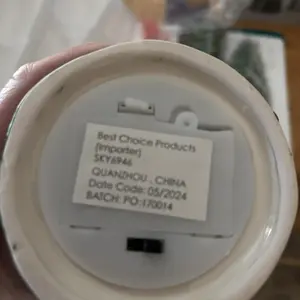 Best Choice Products
(Importer)
SKY6946
QUANZHOU , CHINA
Date Code: 05/2024
BATCH: PO:170014